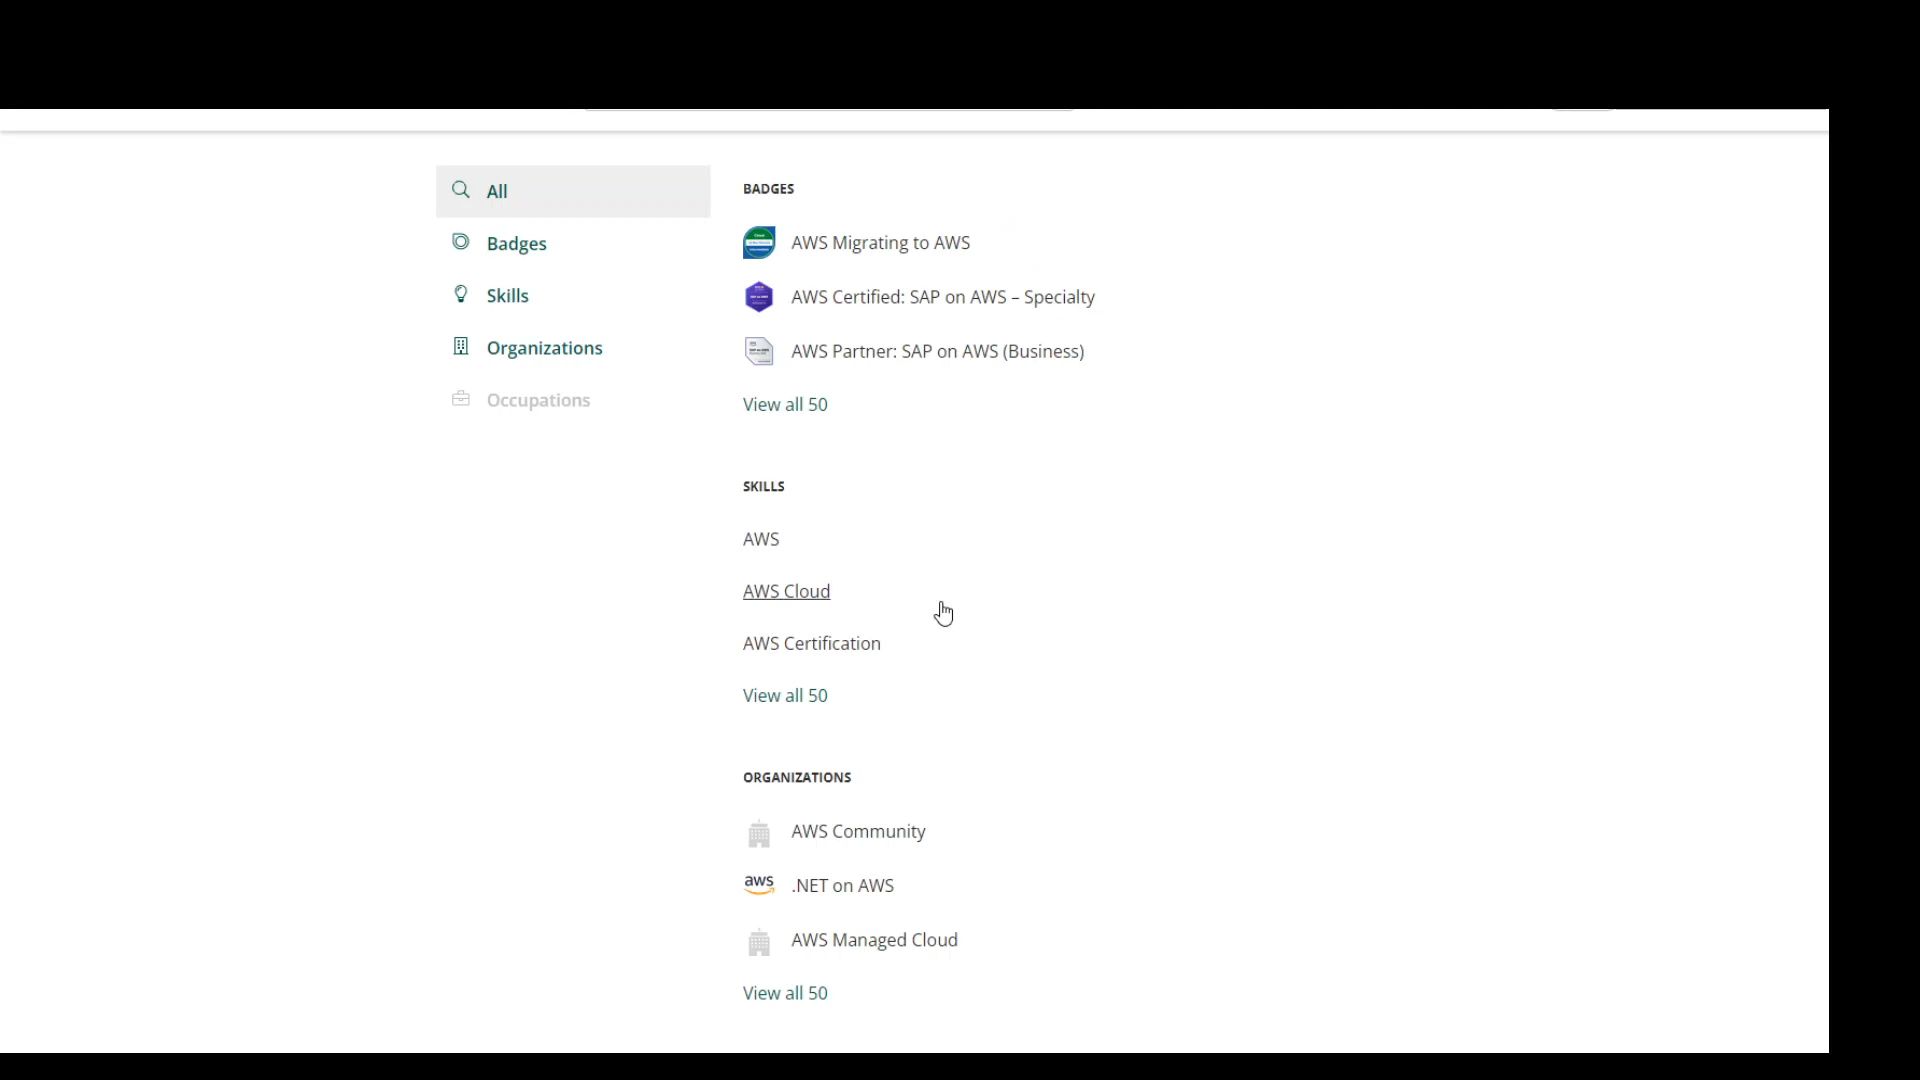 All
Badges
Skills
Organizations
Occupations
BADGES
AWS Migrating to AWS
AWS Certified: SAP on AWS – Specialty
AWS Partner: SAP on AWS (Business)
View all 50
SKILLS
AWS
AWS Cloud
AWS Certification
View all 50
ORGANIZATIONS
AWS Community
aws .NET on AWS
AWS Managed Cloud
View all 50